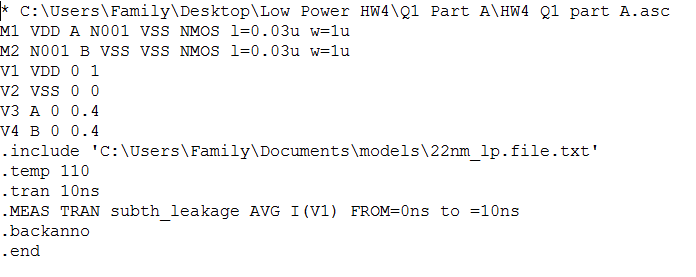 * C:\Users\Family\Desktop\Low Power HW4\Q1 Part A\HW4 Q1 part A.asc
M1 VDD A N001 VSS NMOS l=0.03u w=1u
M2 N001 B VSS VSS NMOS l=0.03u w=1u
V1 VDD 0 1
V2 VSS 0 0
V3 A 0 0.4
V4 B 0 0.4
.include 'C:\Users\Family\Documents\models\22nm_lp.file.txt'
.temp 110
.tran 10ns
.MEAS TRAN subth_leakage AVG I(V1) FROM=0ns to =10ns
.backanno
.end